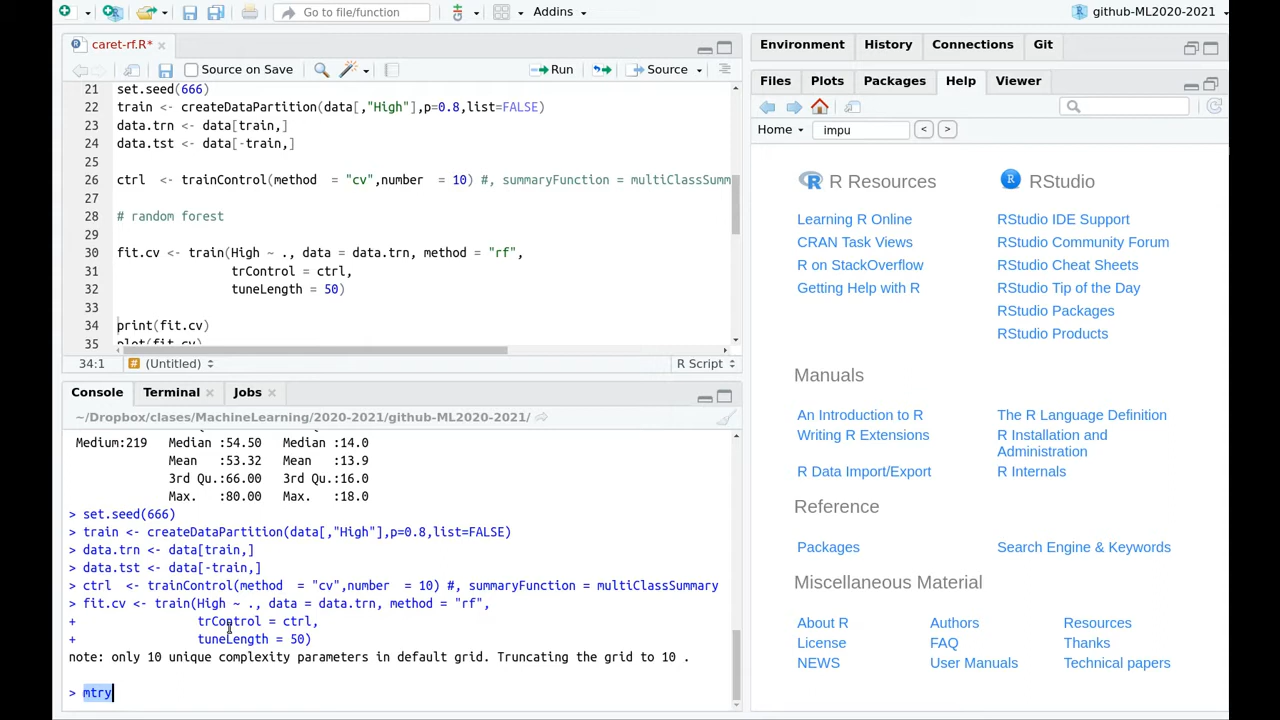 Go to file/function
Addins
github-ML2020-2021
caret-rf.R*
Source on Save
Run
Source
21 set.seed(666)
22 train <- createDataPartition(data[,"High"],p=0.8,list=FALSE)
23 data.trn <- data[train,]
24 data.tst <- data[-train,]
25
26 ctrl  <- trainControl(method  = "cv",number  = 10) #, summaryFunction = multiClassSumm
27
28 # random forest
29
30 fit.cv <- train(High ~ ., data = data.trn, method = "rf",
31                trControl = ctrl,
32                tuneLength = 50)
33
34 print(fit.cv)
35 plot(fit.cv)
34:1
# (Untitled)
R Script
Console
Terminal
Jobs
~/Dropbox/clases/MachineLearning/2020-2021/github-ML2020-2021/
Medium:219   Median :54.50   Median :14.0
Mean   :53.32   Mean   :13.9
3rd Qu.:66.00   3rd Qu.:16.0
Max.   :80.00   Max.   :18.0
> set.seed(666)
> train <- createDataPartition(data[,"High"],p=0.8,list=FALSE)
> data.trn <- data[train,]
> data.tst <- data[-train,]
> ctrl  <- trainControl(method  = "cv",number  = 10) #, summaryFunction = multiClassSummary
> fit.cv <- train(High ~ ., data = data.trn, method = "rf",
+                trControl = ctrl,
+                tuneLength = 50)
note: only 10 unique complexity parameters in default grid. Truncating the grid to 10 .
> mtry
Environment
History
Connections
Git
Files
Plots
Packages
Help
Viewer
Home
impu
R Resources
Learning R Online
CRAN Task Views
R on StackOverflow
Getting Help with R
RStudio
RStudio IDE Support
RStudio Community Forum
RStudio Cheat Sheets
RStudio Tip of the Day
RStudio Packages
RStudio Products
Manuals
An Introduction to R
Writing R Extensions
R Data Import/Export
The R Language Definition
R Installation and
Administration
R Internals
Reference
Packages
Search Engine & Keywords
Miscellaneous Material
About R
License
NEWS
Authors
FAQ
User Manuals
Resources
Thanks
Technical papers